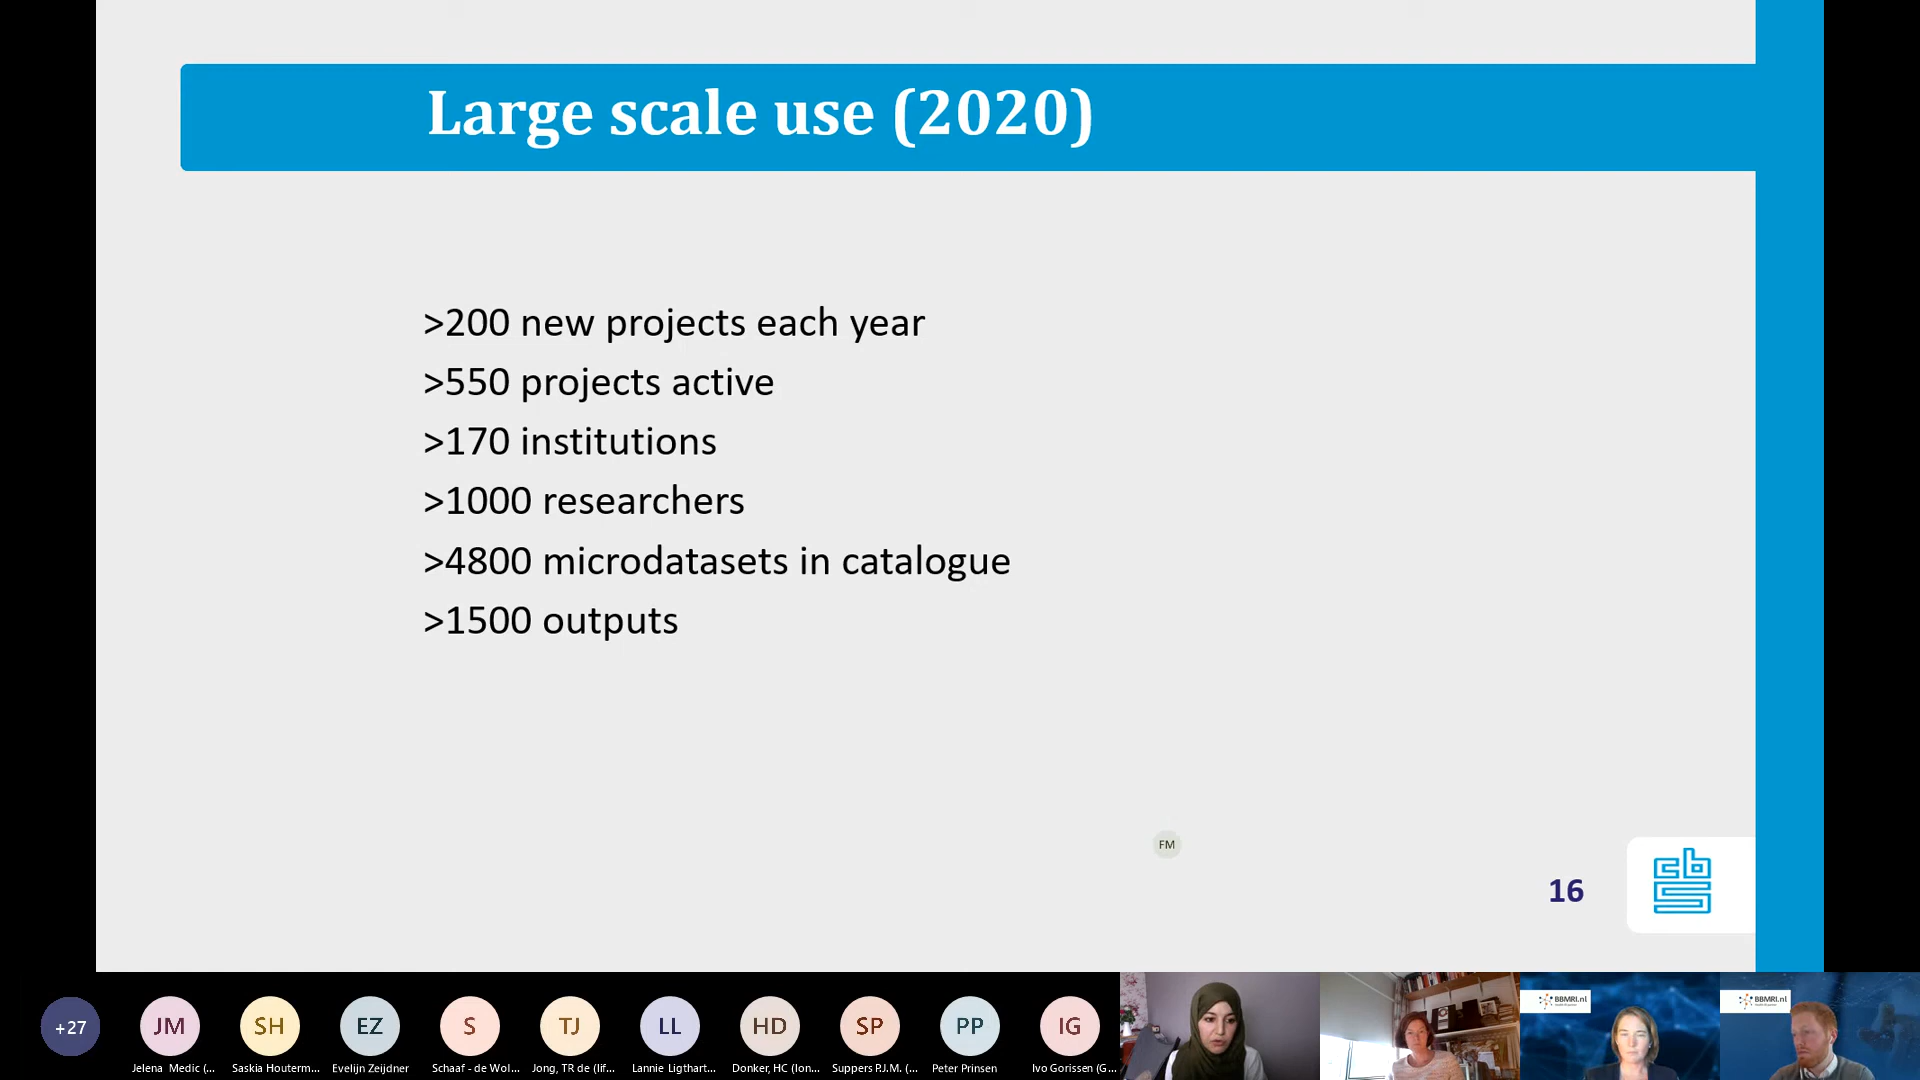 Large scale use (2020)
>200 new projects each year
>550 projects active
>170 institutions
>1000 researchers
>4800 microdatasets in catalogue
>1500 outputs
FM
16
cbs
+27
JM
SH
EZ
S
TJ
LL
HD
SP
PP
IG
BBMRI.nl
BBMRI.nl
Jelena Medic (...
Saskia Houterm...
Evelijn Zeijdner
Schaaf - de Wol...
Jong, TR de (lif...
Lannie Ligthart...
Donker, HC (lon...
Suppers P.J.M. (...
Peter Prinsen
Ivo Gorissen (G...